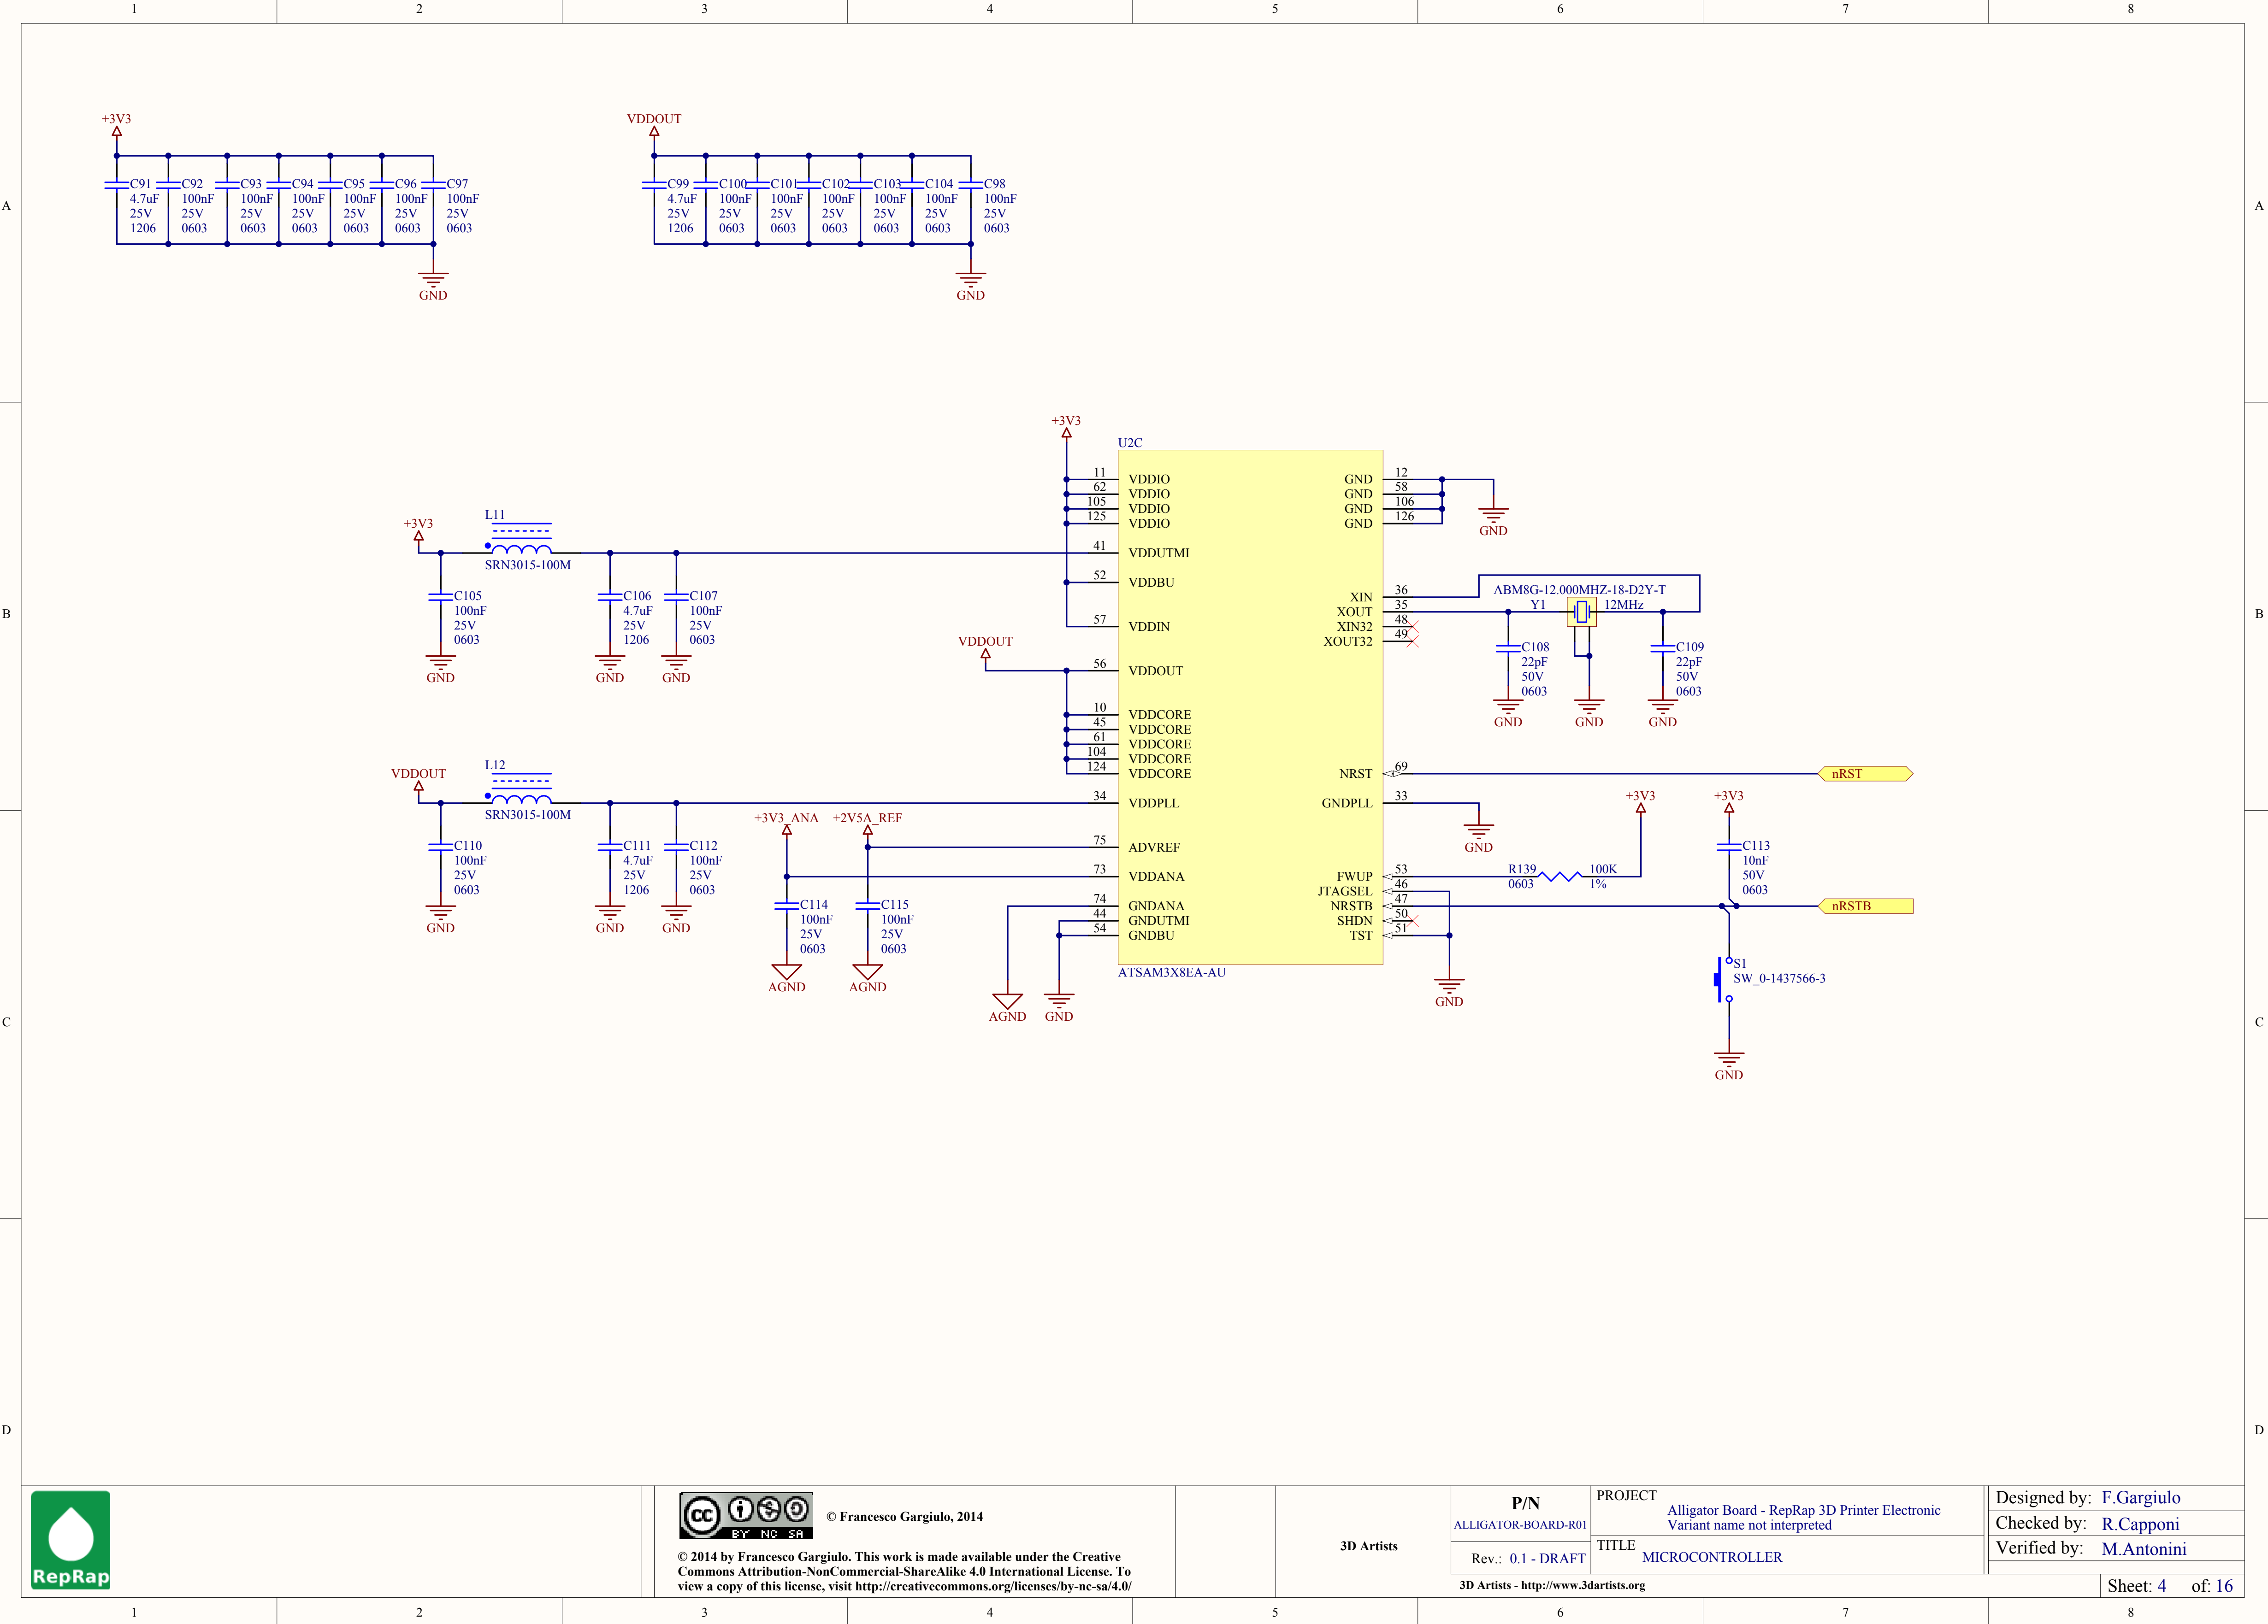 1 2 3 4 5 6 7 8
A A
B B
C C
D D
+3V3
C91 C92 C93 C94 C95 C96 C97
4.7uF 100nF 100nF 100nF 100nF 100nF 100nF
25V 25V 25V 25V 25V 25V 25V
1206 0603 0603 0603 0603 0603 0603
GND
VDDOUT
C99 C100 C101 C102 C103 C104 C98
4.7uF 100nF 100nF 100nF 100nF 100nF 100nF
25V 25V 25V 25V 25V 25V 25V
1206 0603 0603 0603 0603 0603 0603
GND
+3V3
L11
SRN3015-100M
C105
100nF
25V
0603
GND
C106
4.7uF
25V
1206
GND
C107
100nF
25V
0603
GND
VDDOUT
L12
SRN3015-100M
C110
100nF
25V
0603
GND
C111
4.7uF
25V
1206
GND
C112
100nF
25V
0603
GND
+3V3_ANA
C114
100nF
25V
0603
AGND
+2V5A_REF
C115
100nF
25V
0603
AGND
+3V3
VDDOUT
AGND
GND
U2C
11 VDDIO
62 VDDIO
105 VDDIO
125 VDDIO
41 VDDUTMI
52 VDDBU
57 VDDIN
56 VDDOUT
10 VDDCORE
45 VDDCORE
61 VDDCORE
104 VDDCORE
124 VDDCORE
34 VDDPLL
75 ADVREF
73 VDDANA
74 GNDANA
44 GNDUTMI
54 GNDBU
GND 12
GND 58
GND 106
GND 126
XIN 36
XOUT 35
XIN32 48
XOUT32 49
NRST 69
GNDPLL 33
FWUP 53
JTAGSEL 46
NRSTB 47
SHDN 50
TST 51
ATSAM3X8EA-AU
GND
ABM8G-12.000MHZ-18-D2Y-T
Y1 12MHz
C108
22pF
50V
0603
GND
GND
C109
22pF
50V
0603
GND
nRST
GND
+3V3
R139 100K
0603 1%
GND
+3V3
C113
10nF
50V
0603
nRSTB
S1
SW_0-1437566-3
GND
RepRap
cc
BY NC SA
© Francesco Gargiulo, 2014
© 2014 by Francesco Gargiulo. This work is made available under the Creative
Commons Attribution-NonCommercial-ShareAlike 4.0 International License. To
view a copy of this license, visit http://creativecommons.org/licenses/by-nc-sa/4.0/
3D Artists
P/N
ALLIGATOR-BOARD-R01
Rev.: 0.1 - DRAFT
PROJECT
Alligator Board - RepRap 3D Printer Electronic
Variant name not interpreted
TITLE
MICROCONTROLLER
3D Artists - http://www.3dartists.org
Designed by: F.Gargiulo
Checked by: R.Capponi
Verified by: M.Antonini
Sheet: 4 of: 16
1 2 3 4 5 6 7 8